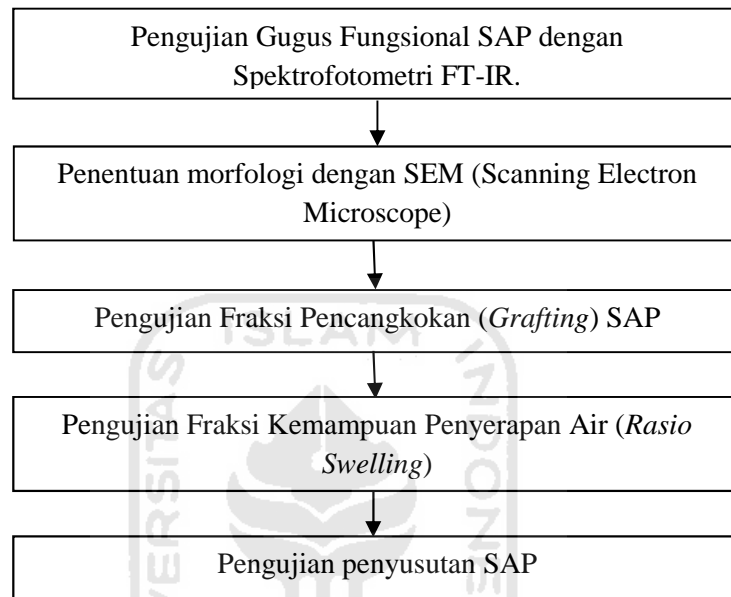 Pengujian Gugus Fungsional SAP dengan
Spektrofotometri FT-IR.
Penentuan morfologi dengan SEM (Scanning Electron
Microscope)
Pengujian Fraksi Pencangkokan (Grafting) SAP
ISLAM
Pengujian Fraksi Kemampuan Penyerapan Air (Rasio
Swelling)
Pengujian penyusutan SAP